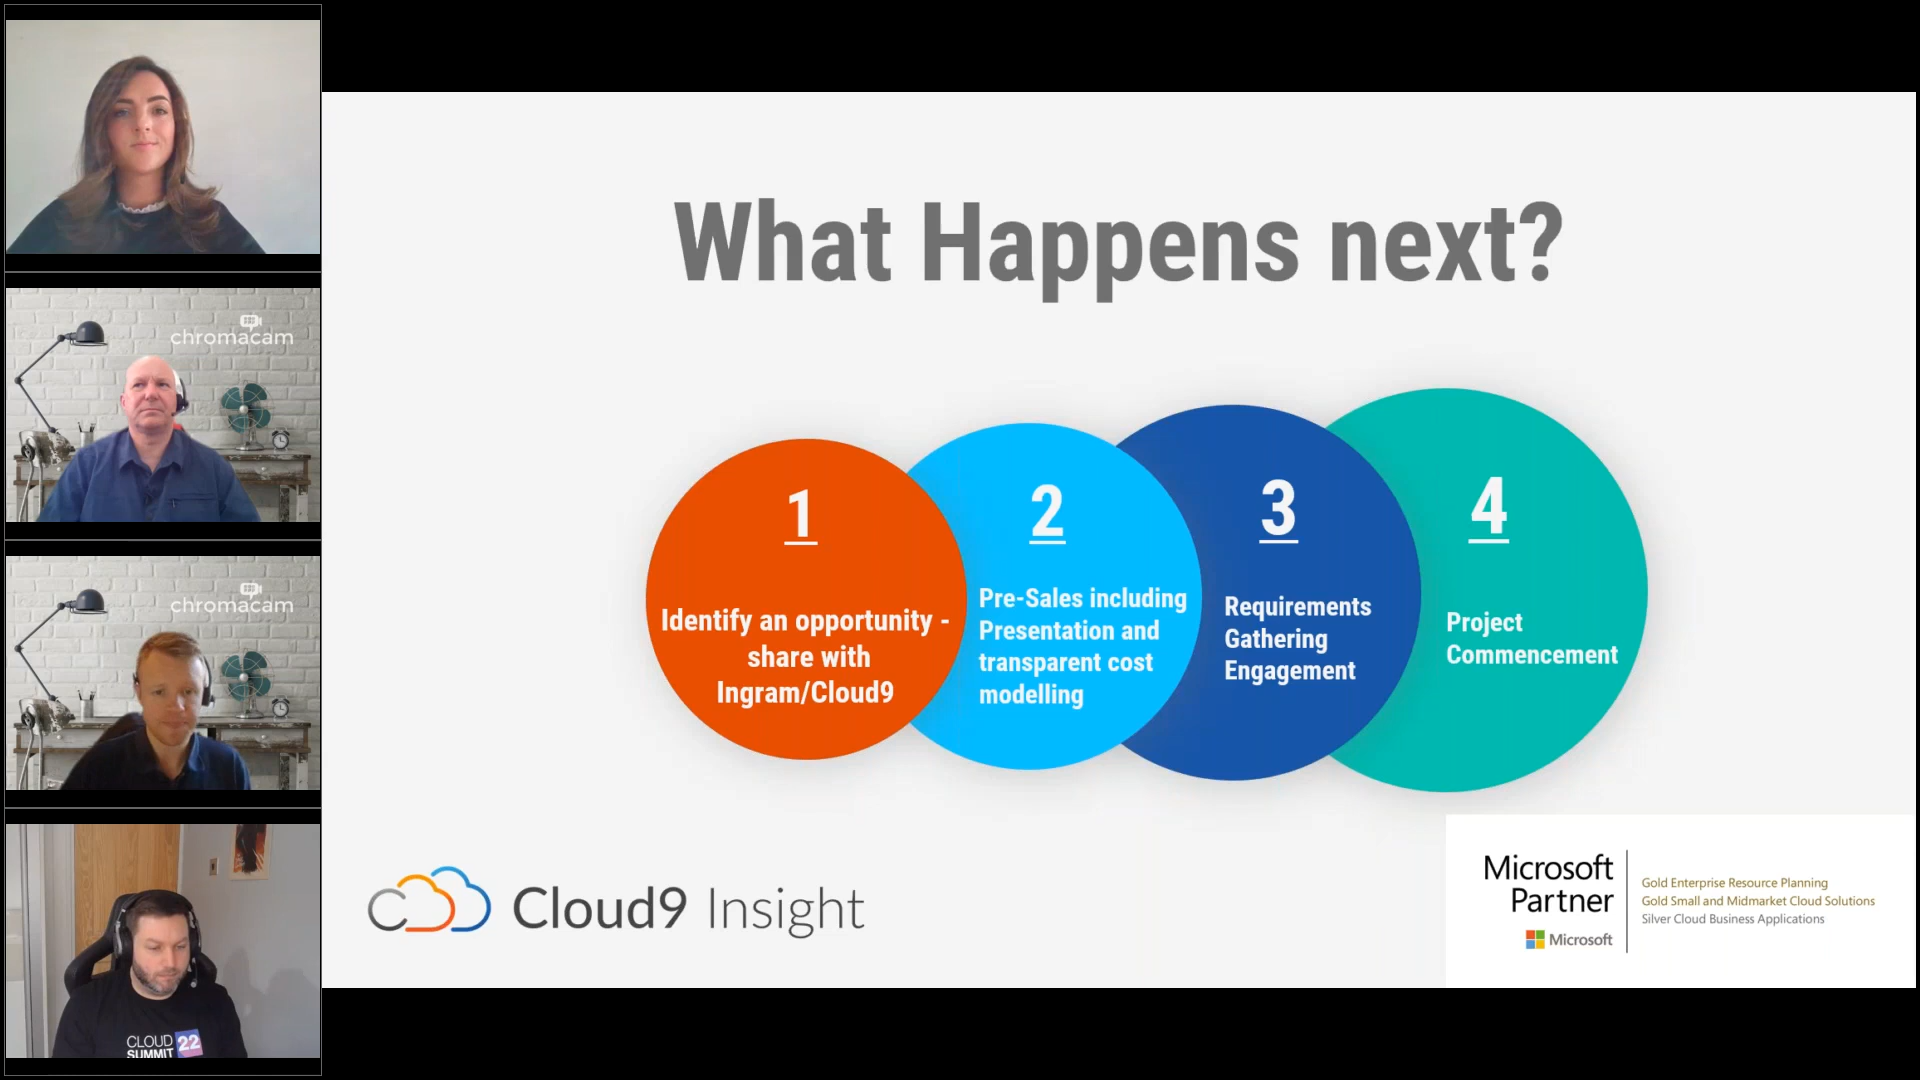 chromacam
chromacam
CLOUD
SUMMIT
22
What Happens next?
1
Identify an opportunity -
share with
Ingram/Cloud9
2
Pre-Sales including
Presentation and
transparent cost
modelling
3
Requirements
Gathering
Engagement
4
Project
Commencement
Cloud9 Insight
Microsoft
Partner
Microsoft
Gold Enterprise Resource Planning
Gold Small and Midmarket Cloud Solutions
Silver Cloud Business Applications